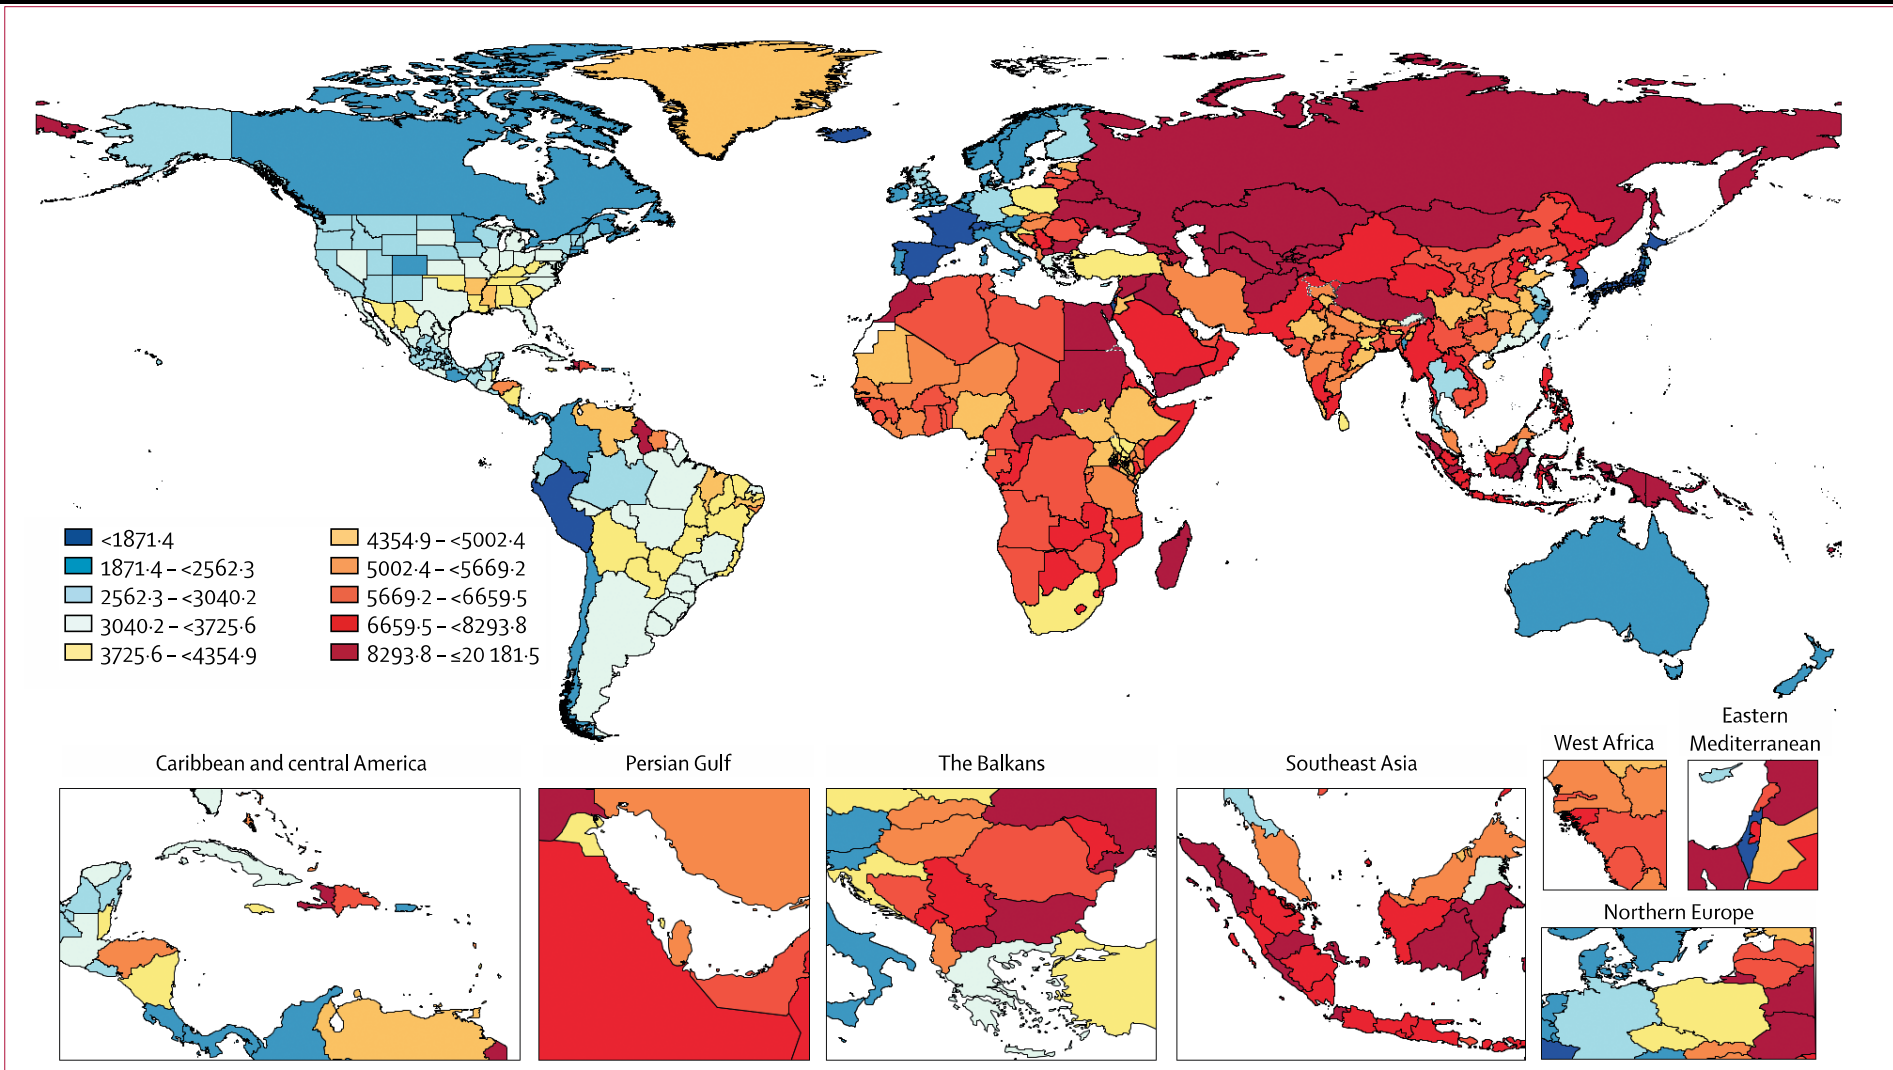 <1871·4
1871·4 – <2562·3
2562·3 – <3040·2
3040·2 – <3725·6
3725·6 – <4354·9
4354·9 – <5002·4
5002·4 – <5669·2
5669·2 – <6659·5
6659·5 – <8293·8
8293·8 – ≤20 181·5
Caribbean and central America
Persian Gulf
The Balkans
Southeast Asia
West Africa
Eastern
Mediterranean
Northern Europe